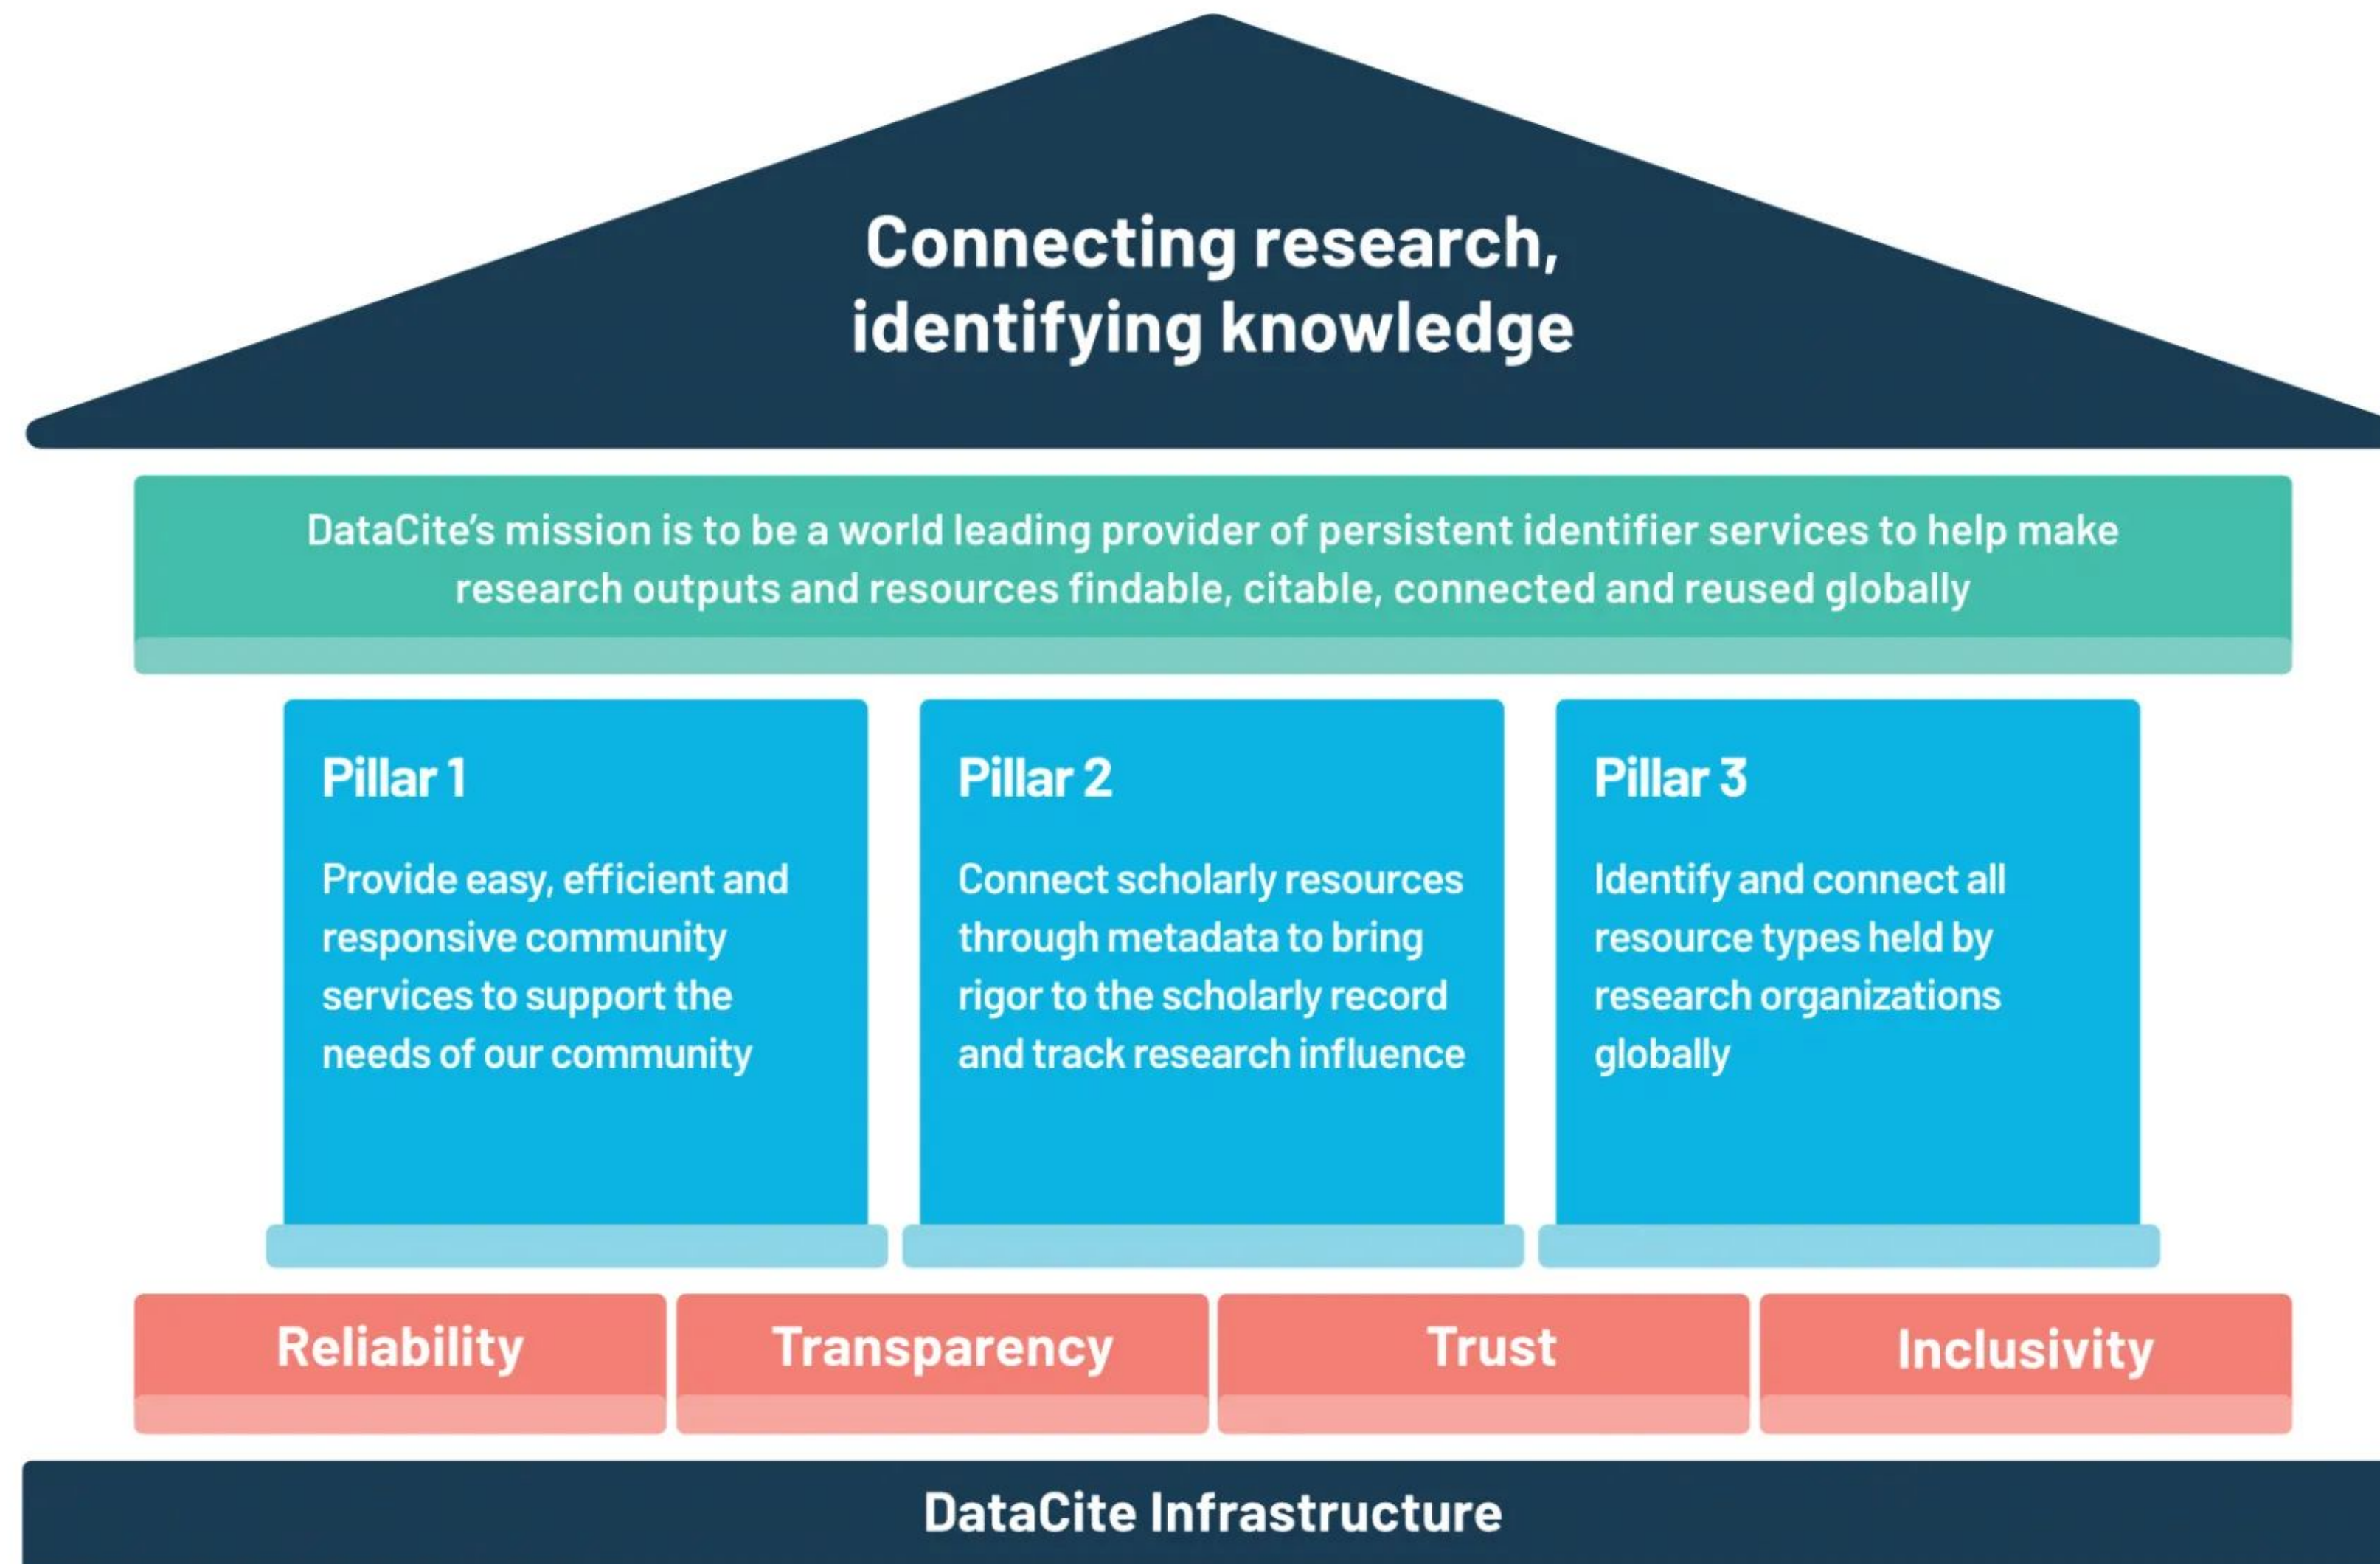 Connecting research,
identifying knowledge
DataCite’s mission is to be a world leading provider of persistent identifier services to help make
research outputs and resources findable, citable, connected and reused globally
Pillar 1
Provide easy, efficient and
responsive community
services to support the
needs of our community
Pillar 2
Connect scholarly resources
through metadata to bring
rigor to the scholarly record
and track research influence
Pillar 3
Identify and connect all
resource types held by
research organizations
globally
Reliability
Transparency
Trust
Inclusivity
DataCite Infrastructure